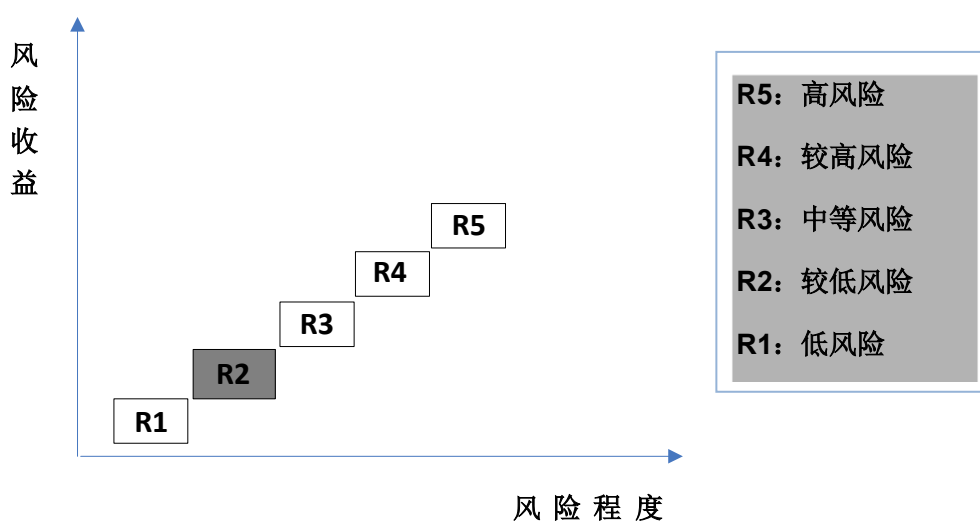 风险收益
R5
R4
R3
R2
R1
风险程度
R5：高风险
R4：较高风险
R3：中等风险
R2：较低风险
R1：低风险